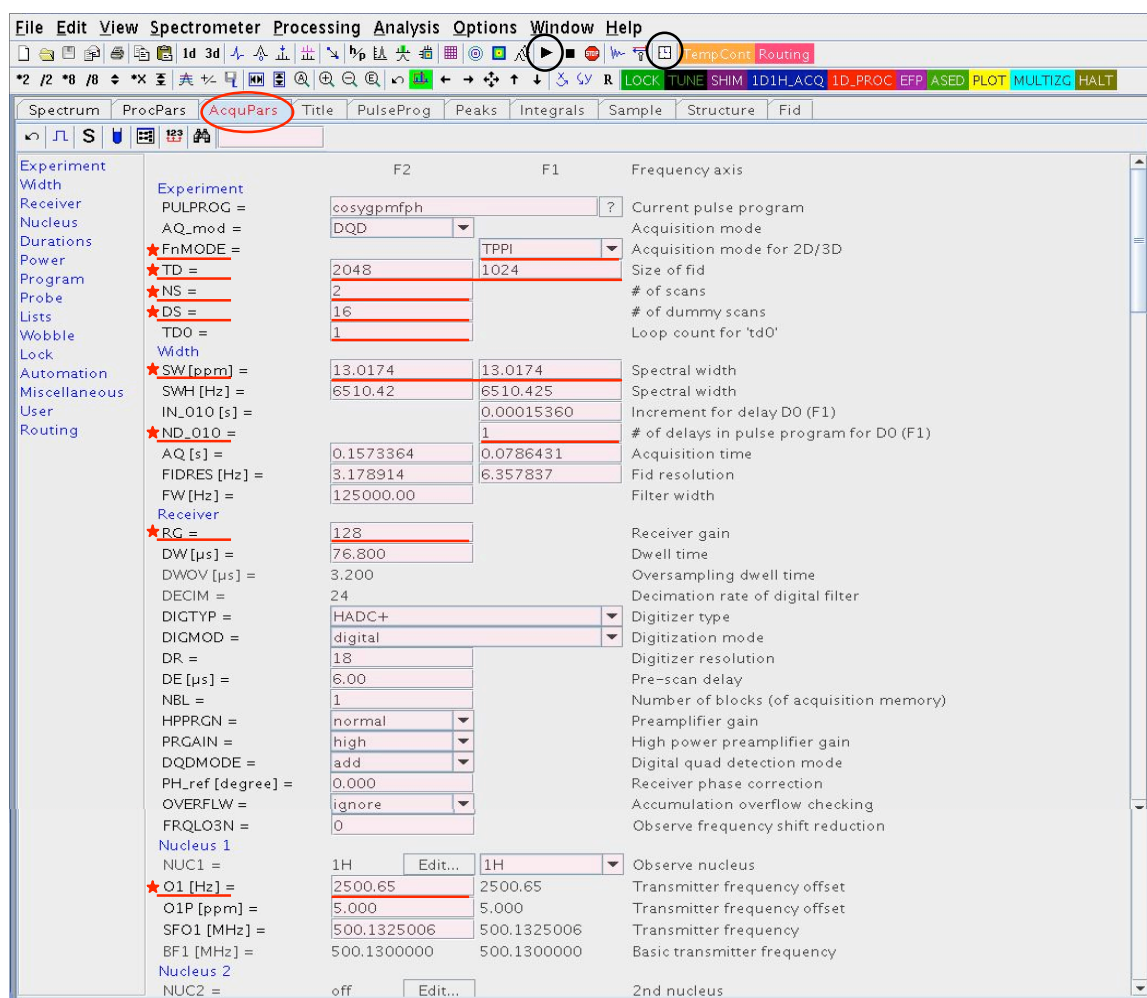 File Edit View Spectrometer Processing Analysis Options Window Help
1d 3d TempCont Routing
*2 /2 *8 /8 *X R LOCK TUNE SHIM 1D1H_ACQ 1D_PROC EFP ASED PLOT MULTIZG HALT
Spectrum ProcPars AcquPars Title PulseProg Peaks Integrals Sample Structure Fid
S 123
Experiment
Width
Receiver
Nucleus
Durations
Power
Program
Probe
Lists
Wobble
Lock
Automation
Miscellaneous
User
Routing
F2 F1 Frequency axis
Experiment
PULPROG = cosygpmfph ? Current pulse program
AQ_mod = DQD Acquisition mode
FnMODE = TPPI Acquisition mode for 2D/3D
TD = 2048 1024 Size of fid
NS = 2 # of scans
DS = 16 # of dummy scans
TD0 = 1 Loop count for 'td0'
Width
SW [ppm] = 13.0174 13.0174 Spectral width
SWH [Hz] = 6510.42 6510.425 Spectral width
IN_010 [s] = 0.00015360 Increment for delay D0 (F1)
ND_010 = 1 # of delays in pulse program for D0 (F1)
AQ [s] = 0.1573364 0.0786431 Acquisition time
FIDRES [Hz] = 3.178914 6.357837 Fid resolution
FW [Hz] = 125000.00 Filter width
Receiver
RG = 128 Receiver gain
DW [µs] = 76.800 Dwell time
DWOV [µs] = 3.200 Oversampling dwell time
DECIM = 24 Decimation rate of digital filter
DIGTYP = HADC+ Digitizer type
DIGMOD = digital Digitization mode
DR = 18 Digitizer resolution
DE [µs] = 6.00 Pre-scan delay
NBL = 1 Number of blocks (of acquisition memory)
HPPRGN = normal Preamplifier gain
PRGAIN = high High power preamplifier gain
DQDMODE = add Digital quad detection mode
PH_ref [degree] = 0.000 Receiver phase correction
OVERFLW = ignore Accumulation overflow checking
FRQLO3N = 0 Observe frequency shift reduction
Nucleus 1
NUC1 = 1H Edit... 1H Observe nucleus
O1 [Hz] = 2500.65 2500.65 Transmitter frequency offset
O1P [ppm] = 5.000 5.000 Transmitter frequency offset
SFO1 [MHz] = 500.1325006 500.1325006 Transmitter frequency
BF1 [MHz] = 500.1300000 500.1300000 Basic transmitter frequency
Nucleus 2
NUC2 = off Edit... 2nd nucleus